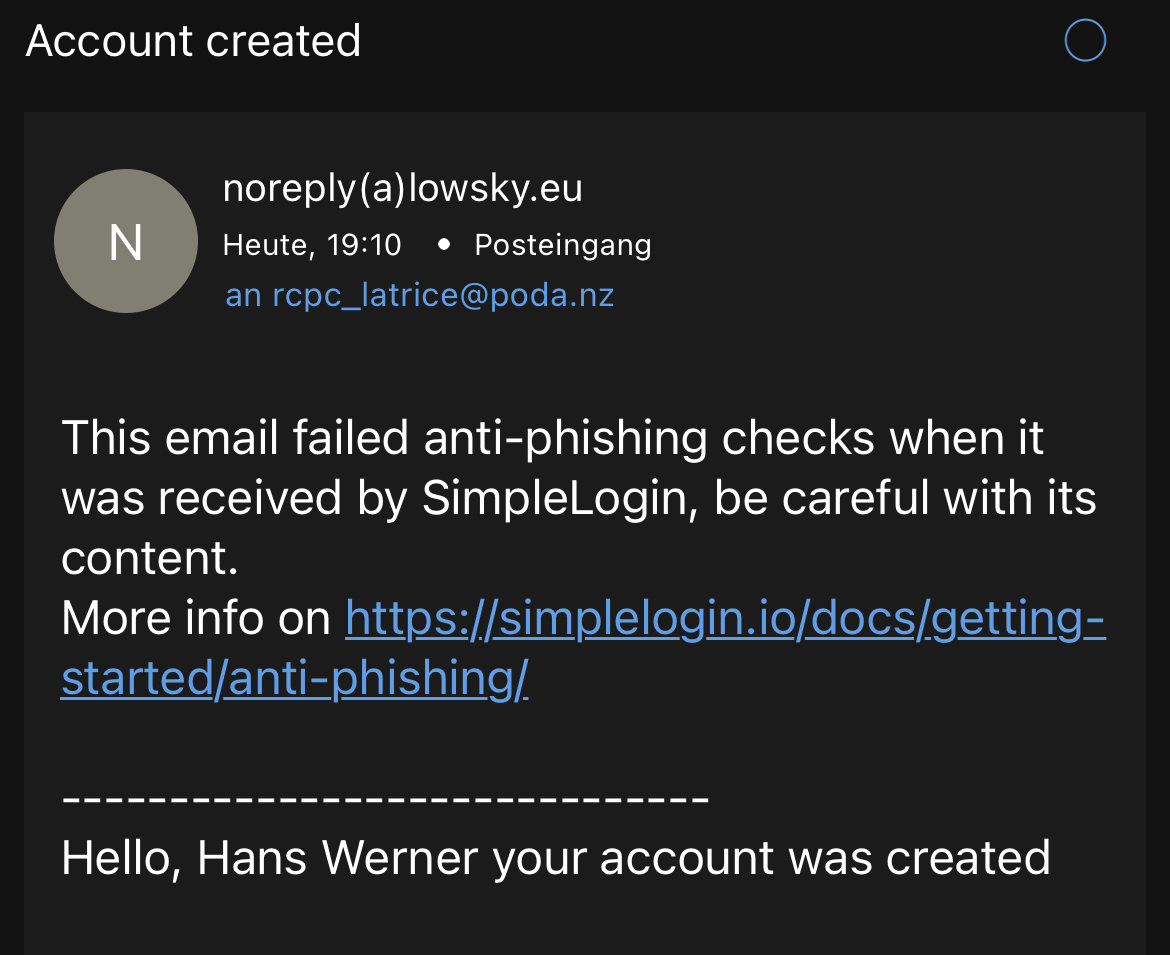 Account created
N
noreply(a)lowsky.eu
Heute, 19:10 • Posteingang
an rcpc_latrice@poda.nz
This email failed anti-phishing checks when it
was received by SimpleLogin, be careful with its
content.
More info on https://simplelogin.io/docs/getting-
started/anti-phishing/
------------------------------
Hello, Hans Werner your account was created